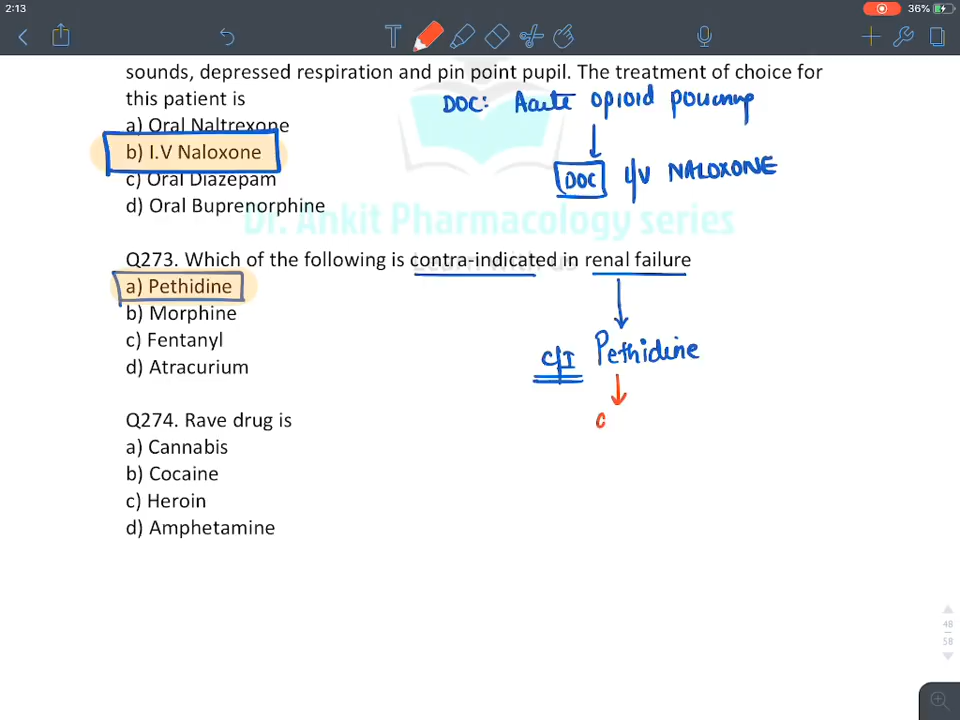 2:13
36%
T
sounds, depressed respiration and pin point pupil. The treatment of choice for
this patient is
DOC: Acute opioid poisoning
a) Oral Naltrexone
b) I.V Naloxone
DOC I/V NALOXONE
c) Oral Diazepam
d) Oral Buprenorphine
Dr. Ankit Pharmacology series
Q273. Which of the following is contra-indicated in renal failure
a) Pethidine
b) Morphine
c) Fentanyl
C/I Pethidine
d) Atracurium
Q274. Rave drug is
a) Cannabis
b) Cocaine
c) Heroin
d) Amphetamine
48
58